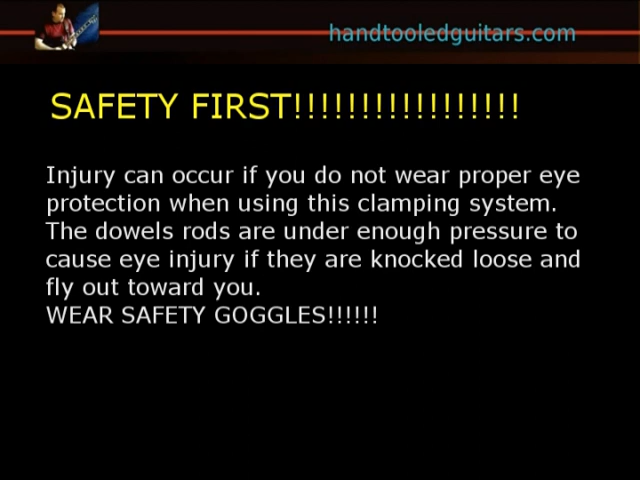 handtooledguitars.com
SAFETY FIRST!!!!!!!!!!!!!!!!!
Injury can occur if you do not wear proper eye
protection when using this clamping system.
The dowels rods are under enough pressure to
cause eye injury if they are knocked loose and
fly out toward you.
WEAR SAFETY GOGGLES!!!!!!